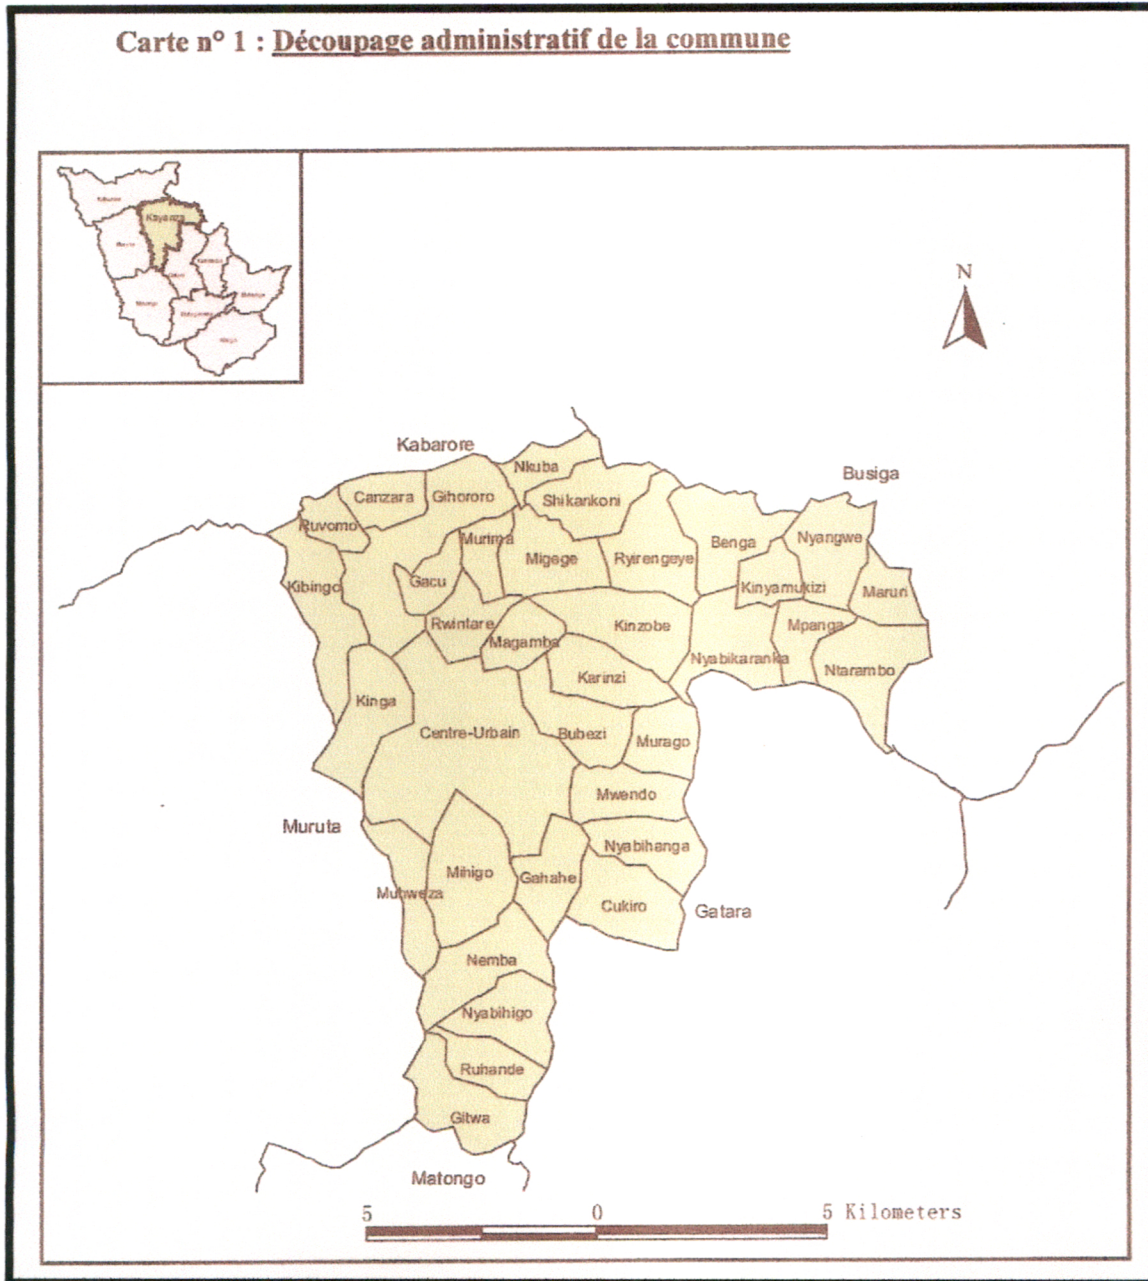 Carte n° 1 : Découpage administratif de la commune
Kayanza
N
Kabarore
Nkuba
Busiga
Canzara
Gihororo
Shikankoni
Ruvomo
Murima
Benga
Nyangwe
Migege
Ryirengeye
Gacu
Kibingo
Kinyamukizi
Maruri
Rwintare
Kinzobe
Mpanga
Magamba
Nyabikaranka
Ntarambo
Karinzi
Kinga
Centre-Urbain
Bubezi
Murago
Mwendo
Muruta
Nyabihanga
Mihigo
Gahahe
Muhweza
Cukiro
Gatara
Nemba
Nyabihigo
Ruhande
Gitwa
Matongo
5 0 5 Kilometers